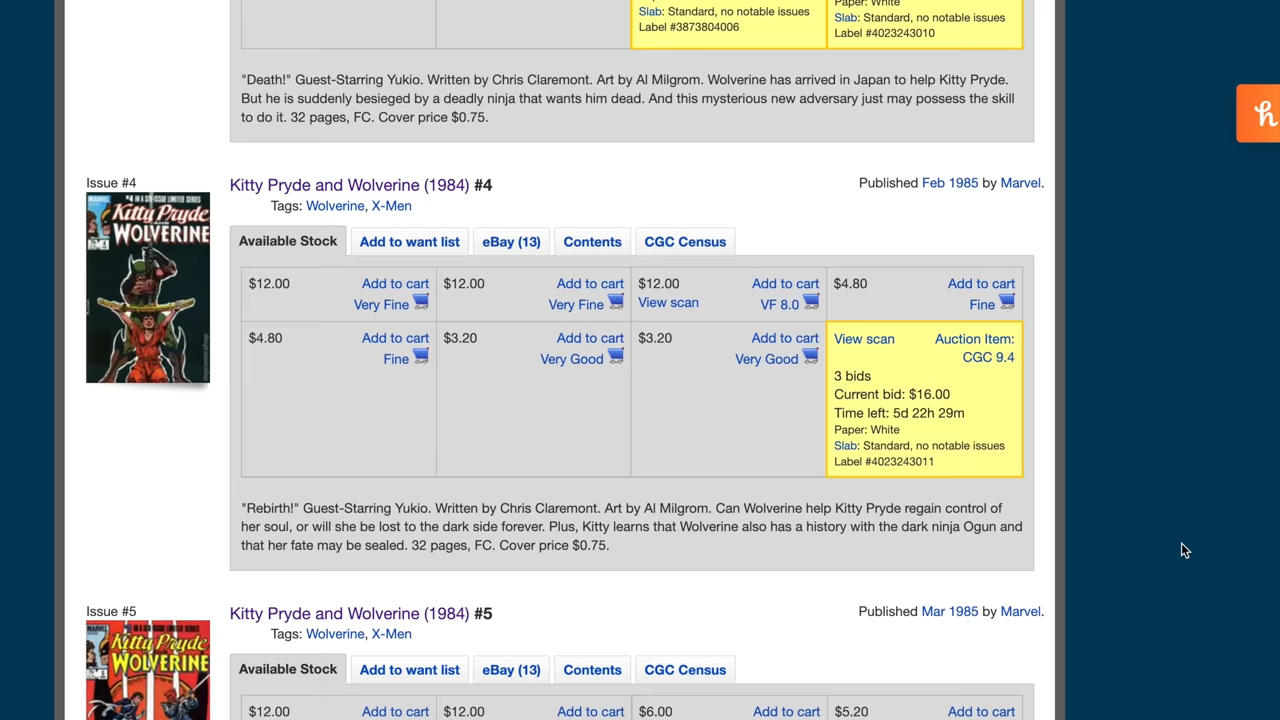 Slab: Standard, no notable issues
Label #3873804006
Paper: White
Slab: Standard, no notable issues
Label #4023243010
"Death!" Guest-Starring Yukio. Written by Chris Claremont. Art by Al Milgrom. Wolverine has arrived in Japan to help Kitty Pryde.
But he is suddenly besieged by a deadly ninja that wants him dead. And this mysterious new adversary just may possess the skill
to do it. 32 pages, FC. Cover price $0.75.
Issue #4
Kitty Pryde and Wolverine (1984) #4
Published Feb 1985 by Marvel.
Tags: Wolverine, X-Men
Kitty Pryde
AND
WOLVERINE
Available Stock
Add to want list
eBay (13)
Contents
CGC Census
$12.00 Add to cart
Very Fine
$12.00 Add to cart
Very Fine
$12.00 Add to cart
View scan VF 8.0
$4.80 Add to cart
Fine
$4.80 Add to cart
Fine
$3.20 Add to cart
Very Good
$3.20 Add to cart
Very Good
View scan Auction Item:
CGC 9.4
3 bids
Current bid: $16.00
Time left: 5d 22h 29m
Paper: White
Slab: Standard, no notable issues
Label #4023243011
"Rebirth!" Guest-Starring Yukio. Written by Chris Claremont. Art by Al Milgrom. Can Wolverine help Kitty Pryde regain control of
her soul, or will she be lost to the dark side forever. Plus, Kitty learns that Wolverine also has a history with the dark ninja Ogun and
that her fate may be sealed. 32 pages, FC. Cover price $0.75.
Issue #5
Kitty Pryde and Wolverine (1984) #5
Published Mar 1985 by Marvel.
Tags: Wolverine, X-Men
MARVEL
Kitty Pryde
AND
WOLVERINE
Available Stock
Add to want list
eBay (13)
Contents
CGC Census
$12.00 Add to cart
$12.00 Add to cart
$6.00 Add to cart
$5.20 Add to cart
h